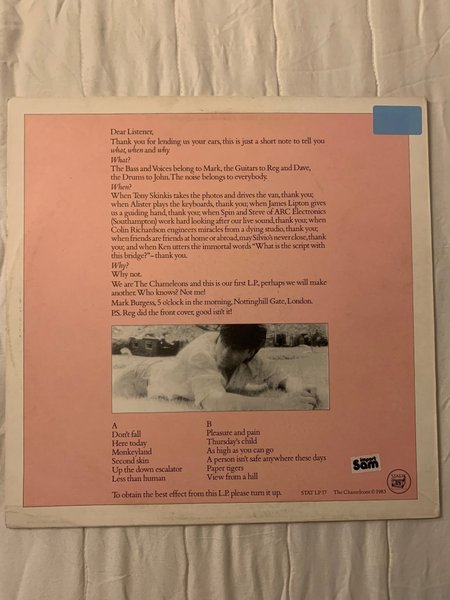 Dear Listener,
Thank you for lending us your ears, this is just a short note to tell you
what, when and why.
What?
The Bass and Voices belong to Mark, the Guitars to Reg and Dave,
the Drums to John. The noise belongs to everybody.
When?
When Tony Skinkis takes the photos and drives the van, thank you;
when Alister plays the keyboards, thank you; when James Lipton gives
us a guiding hand, thank you; when Spin and Steve of ARC Electronics
(Southampton) work hard looking after our live sound, thank you; when
Colin Richardson engineers miracles from a dying studio, thank you;
when friends are friends at home or abroad, may Silvio's never close, thank
you; and when Ken utters the immortal words "What is the script with
this bridge?"–thank you.
Why?
Why not.
We are The Chameleons and this is our first L.P., perhaps we will make
another. Who knows? Not me!
Mark Burgess, 5 o'clock in the morning, Nottinghill Gate, London.
P.S. Reg did the front cover, good isn't it!
A
Don't fall
Here today
Monkeyland
Second skin
Up the down escalator
Less than human
B
Pleasure and pain
Thursday's child
As high as you can go
A person isn't safe anywhere these days
Paper tigers
View from a hill
Sam
To obtain the best effect from this L.P. please turn it up.
STAT LP 17
The Chameleons © 1983